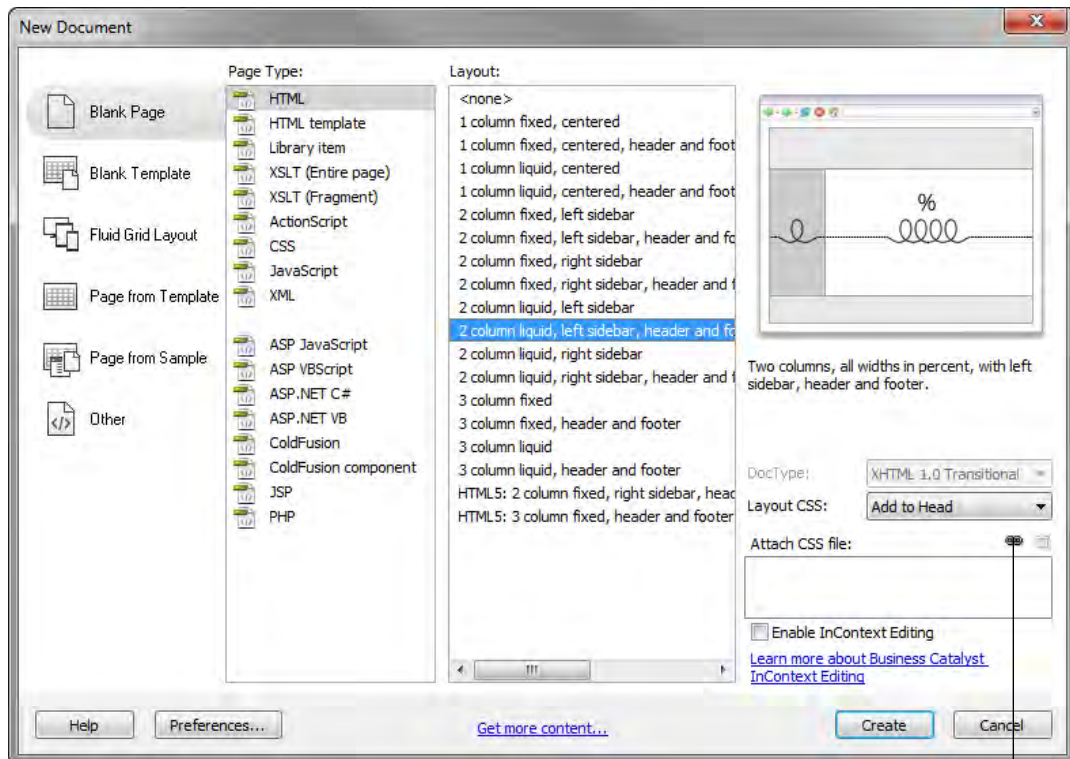 New Document
Blank Page
Blank Template
Fluid Grid Layout
Page from Template
Page from Sample
Other
Page Type:
HTML
HTML template
Library item
XSLT (Entire page)
XSLT (Fragment)
ActionScript
CSS
JavaScript
XML
ASP JavaScript
ASP VBScript
ASP.NET C#
ASP.NET VB
ColdFusion
ColdFusion component
JSP
PHP
Layout:
<none>
1 column fixed, centered
1 column fixed, centered, header and foot
1 column liquid, centered
1 column liquid, centered, header and foot
2 column fixed, left sidebar
2 column fixed, left sidebar, header and fo
2 column fixed, right sidebar
2 column fixed, right sidebar, header and f
2 column liquid, left sidebar
2 column liquid, left sidebar, header and fo
2 column liquid, right sidebar
2 column liquid, right sidebar, header and f
3 column fixed
3 column fixed, header and footer
3 column liquid
3 column liquid, header and footer
HTML5: 2 column fixed, right sidebar, head
HTML5: 3 column fixed, header and footer
%
Two columns, all widths in percent, with left
sidebar, header and footer.
DocType: XHTML 1.0 Transitional
Layout CSS: Add to Head
Attach CSS file:
Enable InContext Editing
Learn more about Business Catalyst
InContext Editing
Help Preferences... Get more content... Create Cancel